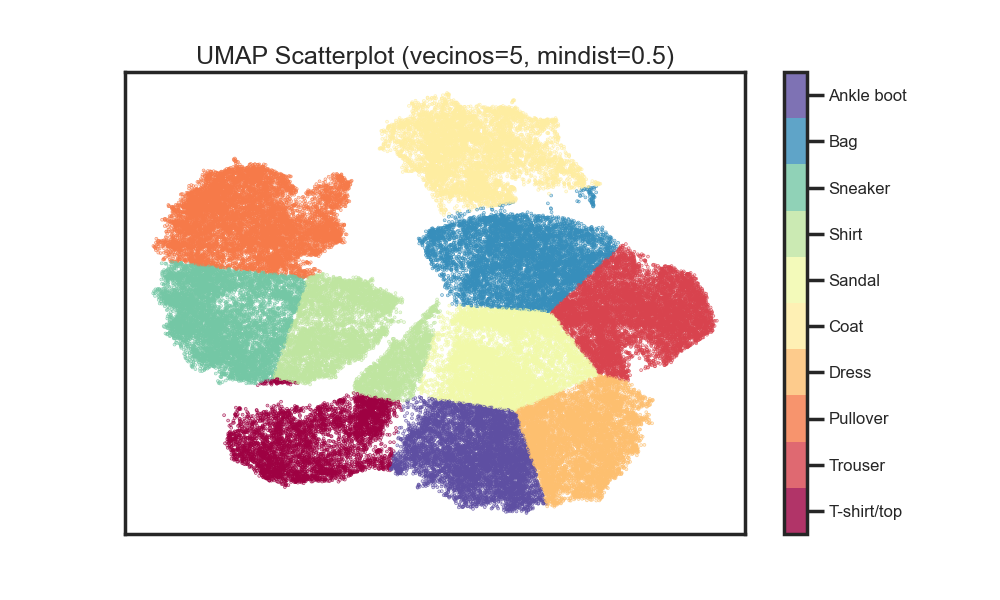 UMAP Scatterplot (vecinos=5, mindist=0.5)
Ankle boot
Bag
Sneaker
Shirt
Sandal
Coat
Dress
Pullover
Trouser
T-shirt/top